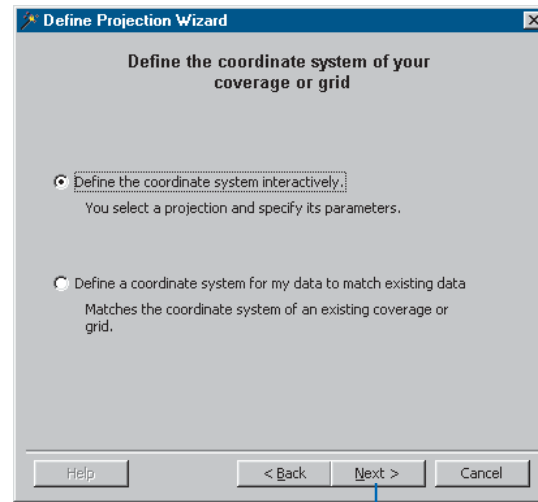 Define Projection Wizard
Define the coordinate system of your
coverage or grid
Define the coordinate system interactively.
You select a projection and specify its parameters.
Define a coordinate system for my data to match existing data
Matches the coordinate system of an existing coverage or
grid.
Help
< Back
Next >
Cancel